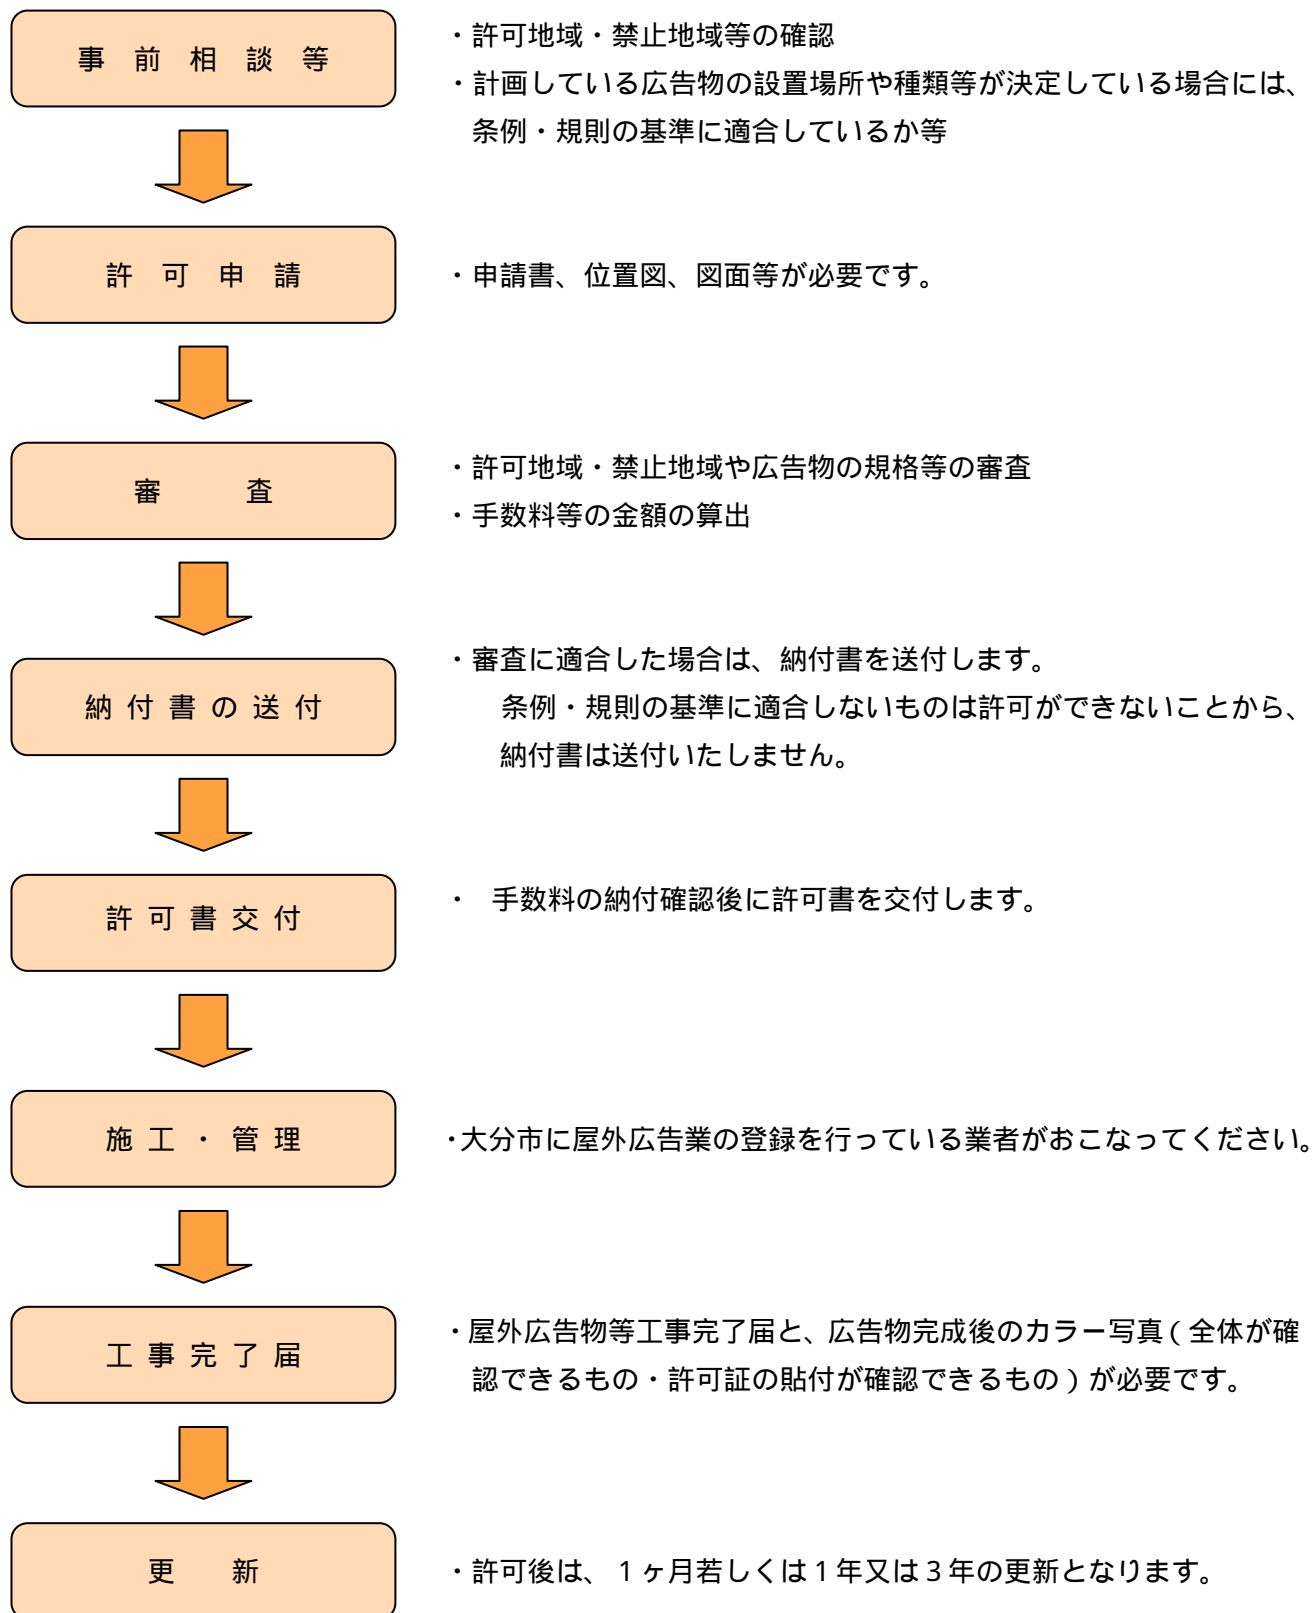 事前相談等
・許可地域・禁止地域等の確認
・計画している広告物の設置場所や種類等が決定している場合には、
条例・規則の基準に適合しているか等
許可申請
・申請書、位置図、図面等が必要です。
審査
・許可地域・禁止地域や広告物の規格等の審査
・手数料等の金額の算出
納付書の送付
・審査に適合した場合は、納付書を送付します。
条例・規則の基準に適合しないものは許可ができないことから、
納付書は送付いたしません。
許可書交付
・　手数料の納付確認後に許可書を交付します。
施工・管理
・大分市に屋外広告業の登録を行っている業者がおこなってください。
工事完了届
・屋外広告物等工事完了届と、広告物完成後のカラー写真（全体が確
認できるもの・許可証の貼付が確認できるもの）が必要です。
更新
・許可後は、１ヶ月若しくは１年又は３年の更新となります。